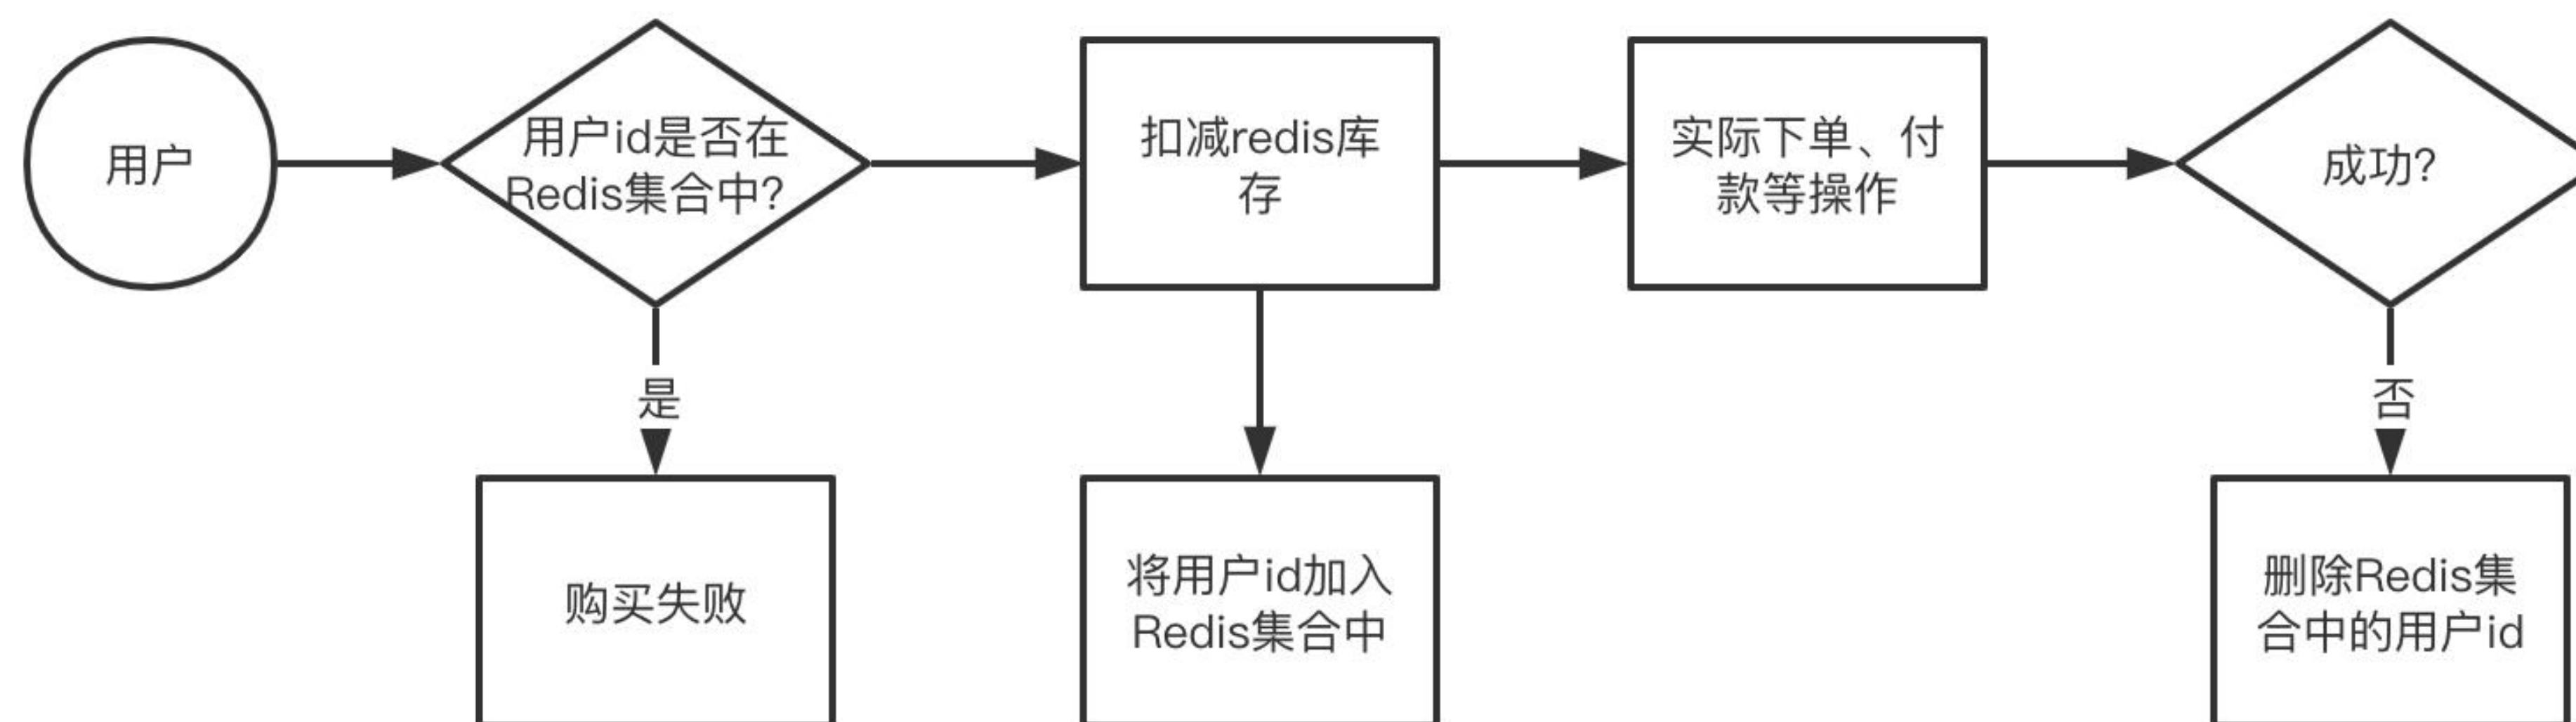 用户
用户id是否在
Redis集合中?
扣减redis库
存
实际下单、付
款等操作
成功?
是
否
购买失败
将用户id加入
Redis集合中
删除Redis集
合中的用户id